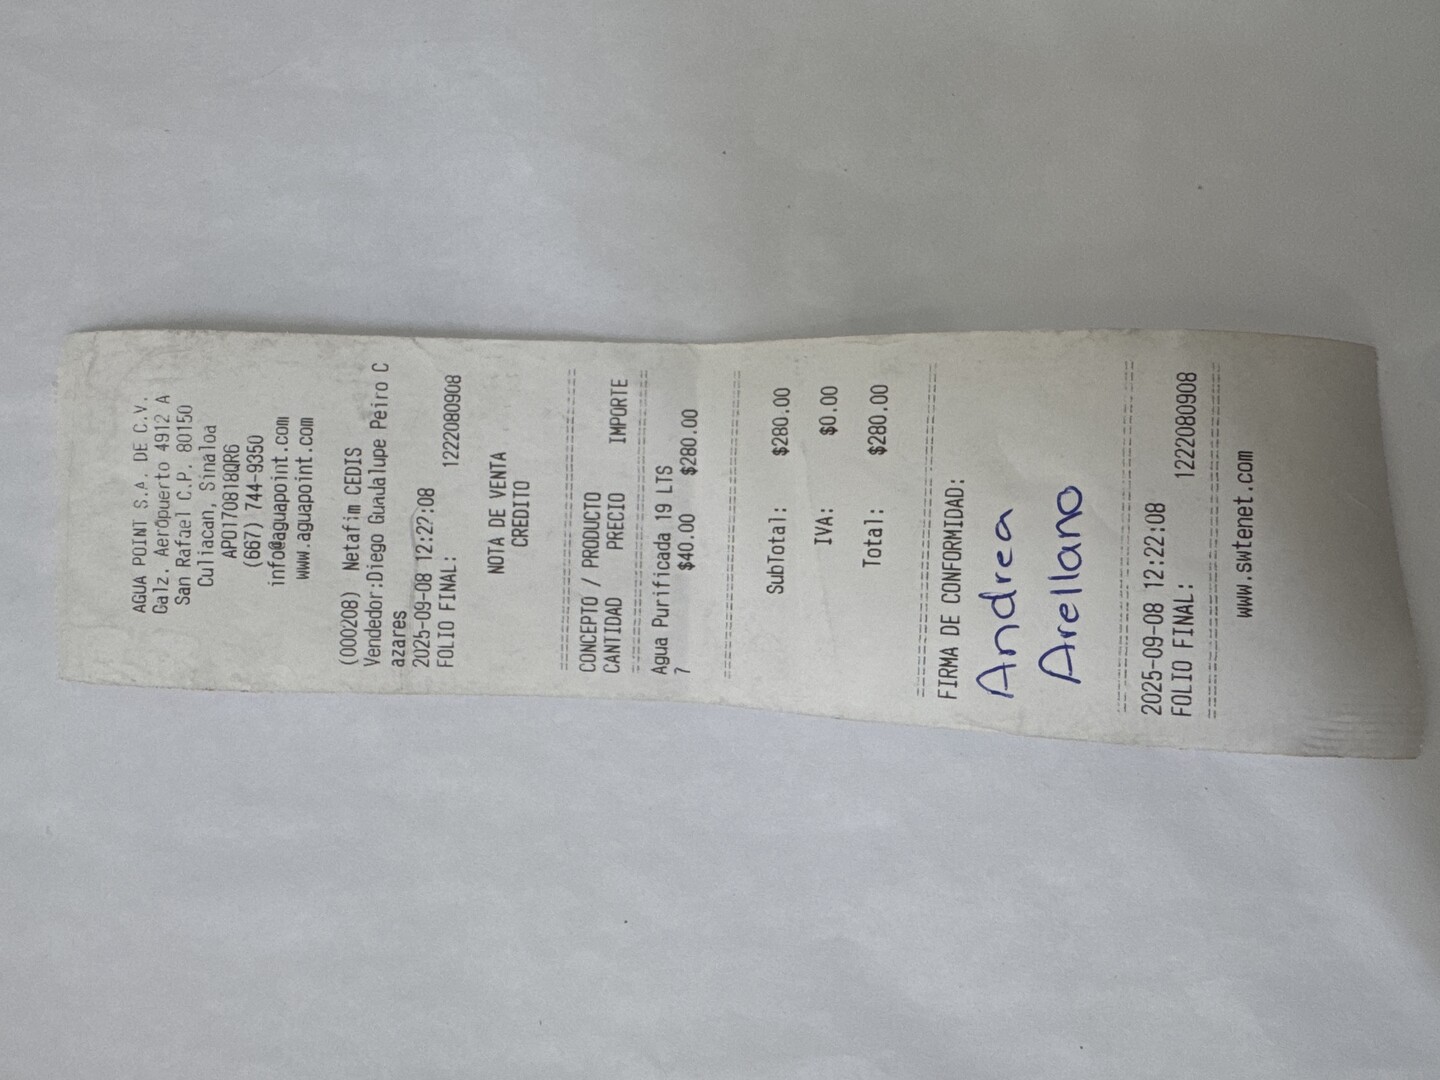 AGUA POINT S.A. DE C.V.
Calz. Aeropuerto 4912 A
San Rafael C.P. 80150
Culiacan, Sinaloa
APO170818QR6
(667) 744-9350
info@aguapoint.com
www.aguapoint.com
(000208) Netafim CEDIS
Vendedor:Diego Guadalupe Peiro C
azares
2025-09-08 12:22:08
FOLIO FINAL: 1222080908
NOTA DE VENTA
CREDITO
CONCEPTO / PRODUCTO
CANTIDAD PRECIO IMPORTE
Agua Purificada 19 LTS
7 $40.00 $280.00
SubTotal: $280.00
IVA: $0.00
Total: $280.00
FIRMA DE CONFORMIDAD:
Andrea
Arellano
2025-09-08 12:22:08
FOLIO FINAL: 1222080908
www.swtenet.com